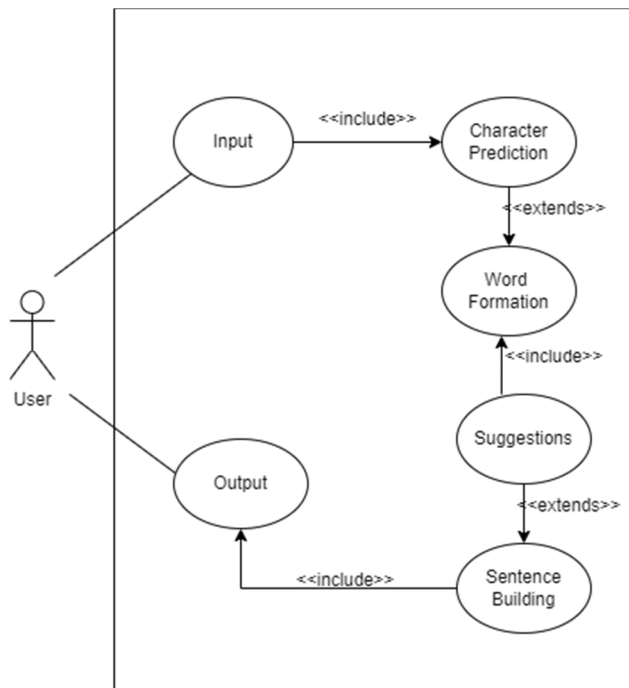 Input
<<include>>
Character
Prediction
<<extends>>
Word
Formation
<<include>>
User
Suggestions
Output
<<extends>>
<<include>>
Sentence
Building